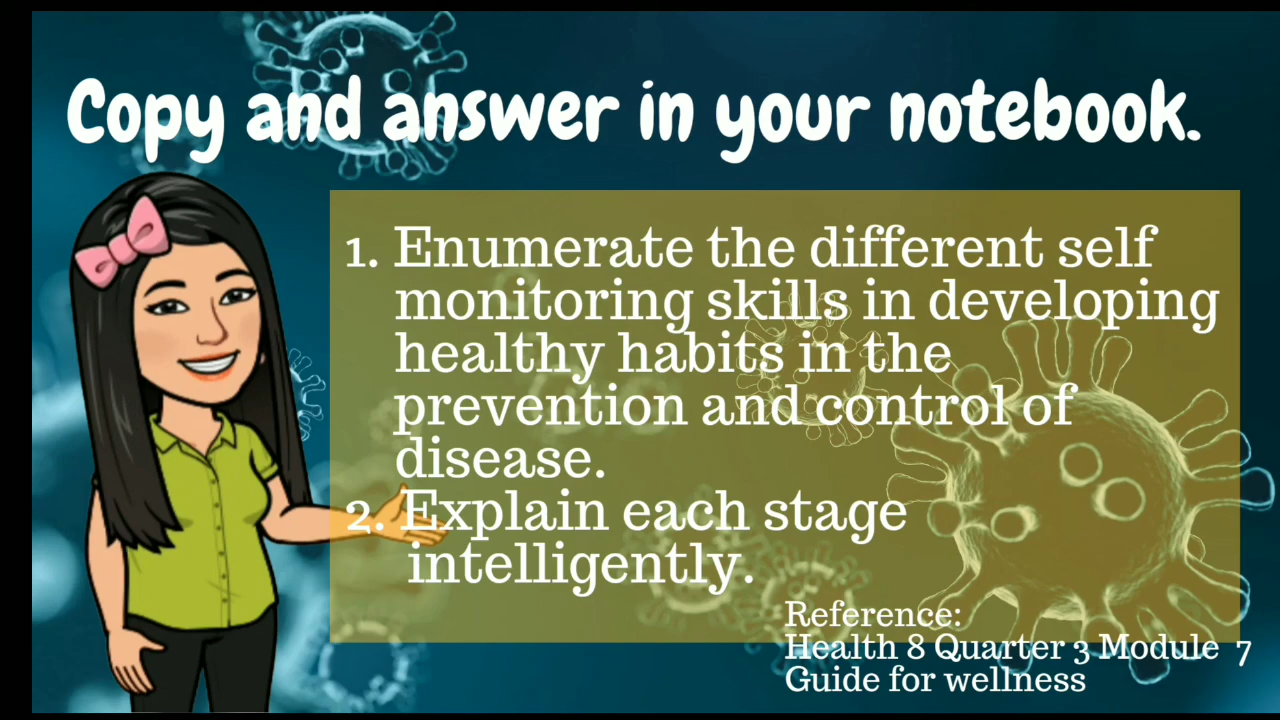 Copy and answer in your notebook.
1. Enumerate the different self
monitoring skills in developing
healthy habits in the
prevention and control of
disease.
2. Explain each stage
intelligently.
Reference:
Health 8 Quarter 3 Module 7
Guide for wellness